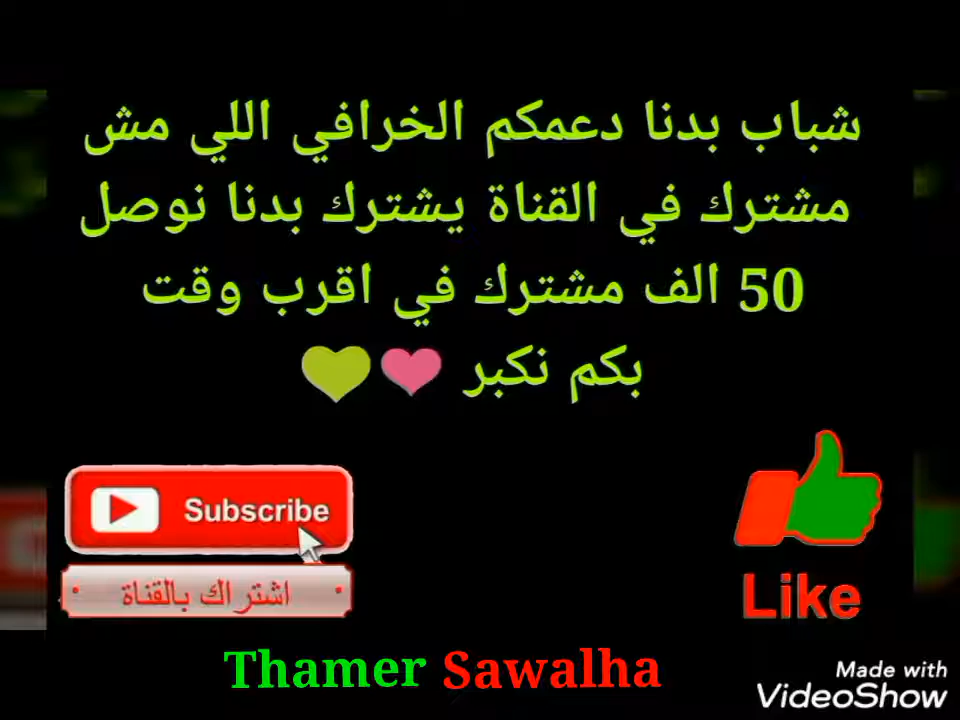 شباب بدنا دعمكم الخرافي اللي مش
مشترك في القناة يشترك بدنا نوصل
50 الف مشترك في اقرب وقت
بكم نكبر 💗💚
Subscribe
اشتراك بالقناة
Like
Thamer Sawalha
Made with
VideoShow